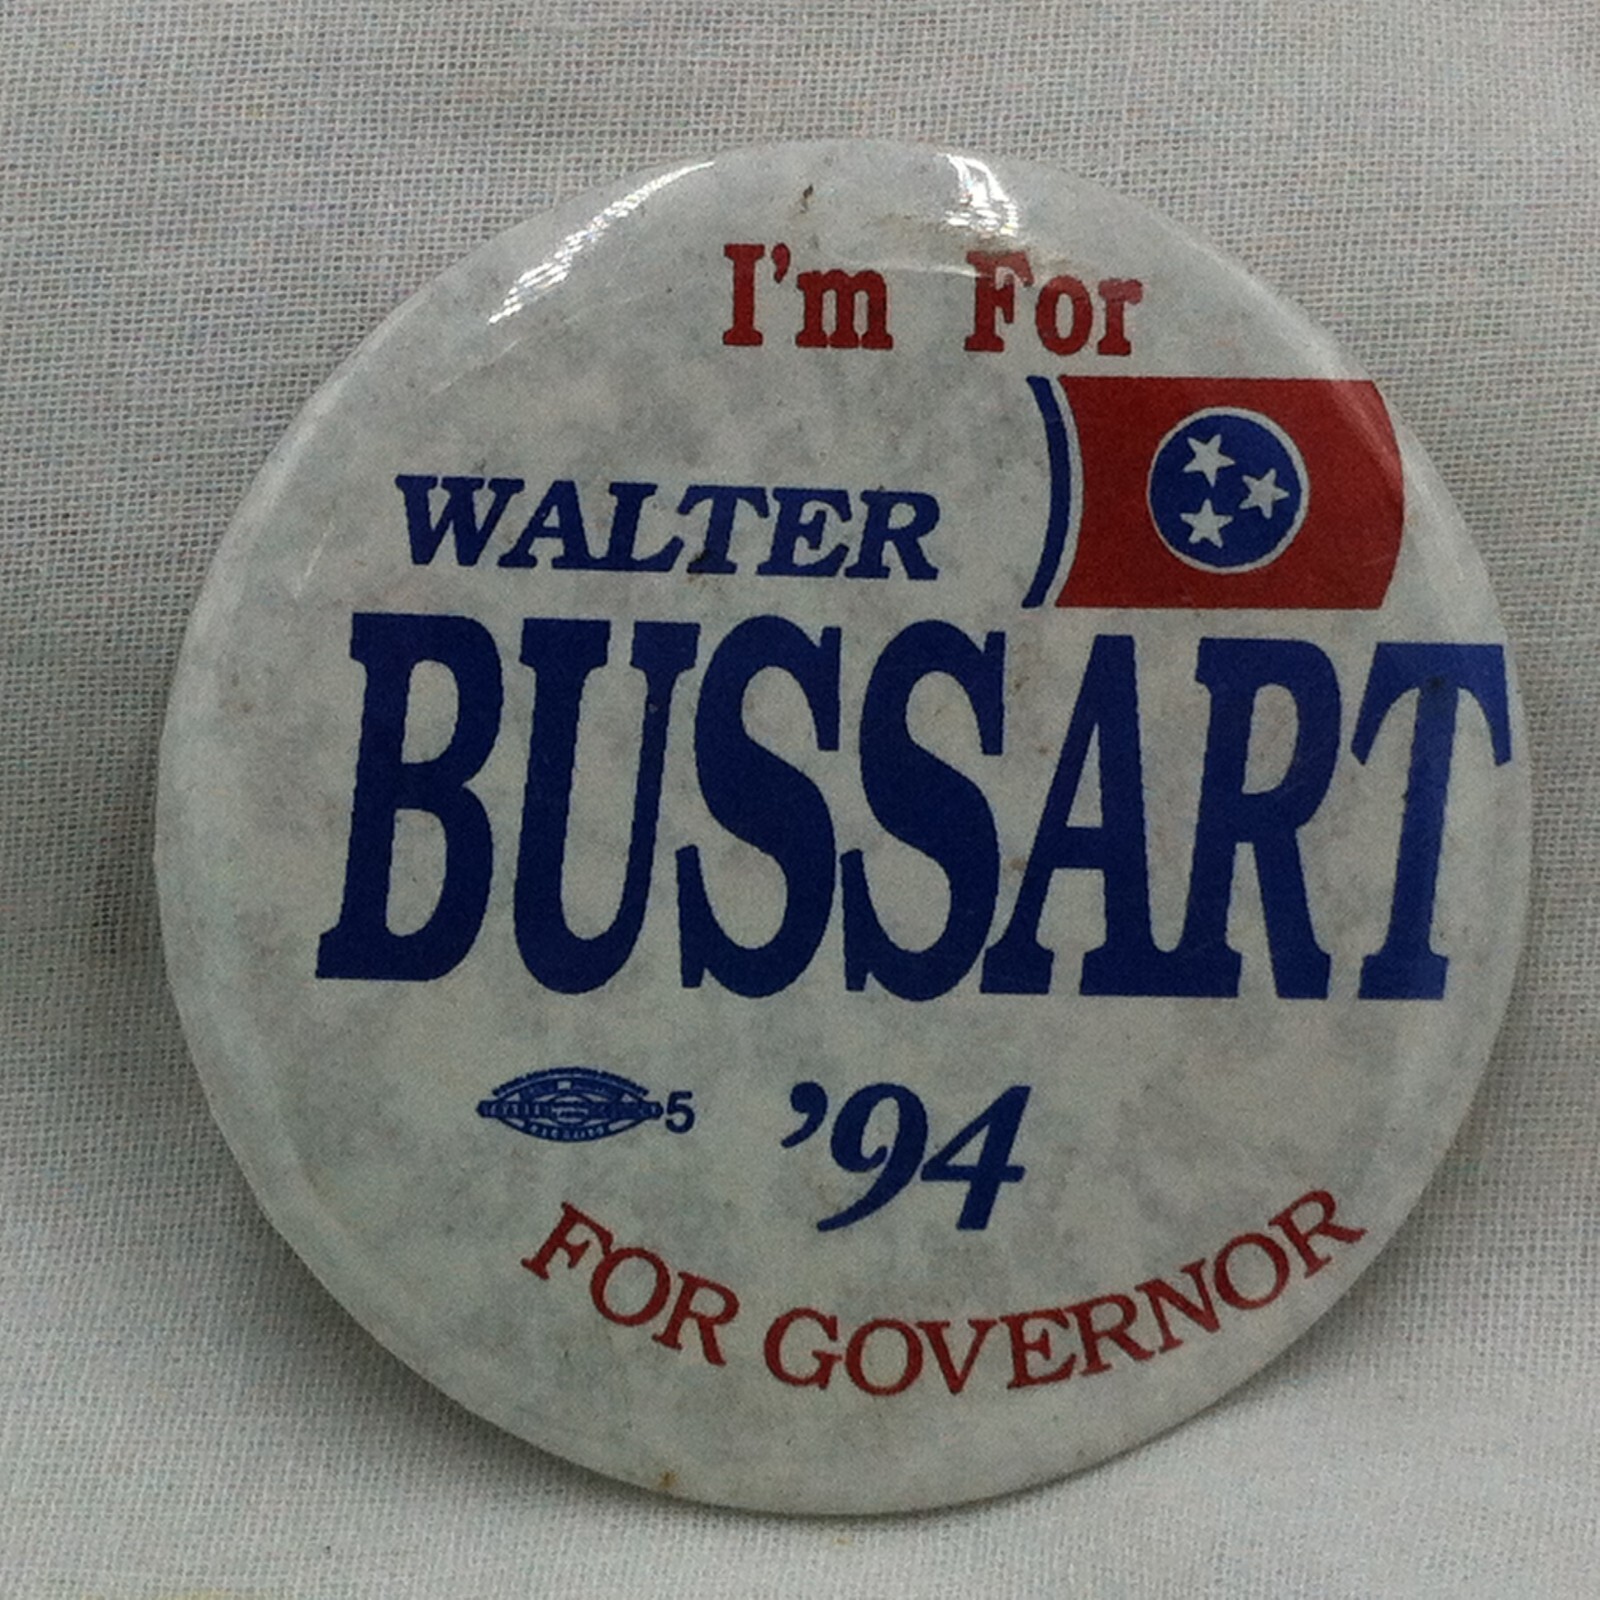 I'm For
WALTER
BUSSART
5
'94
FOR GOVERNOR